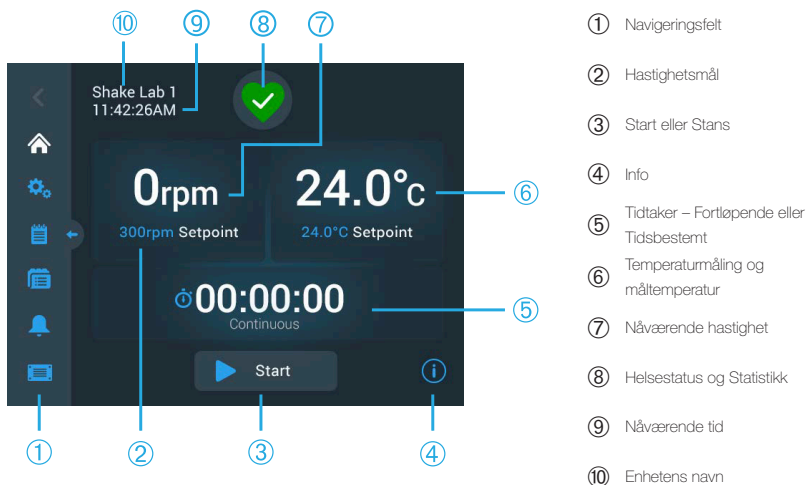 ⑩ ⑨ ⑧ ⑦
Shake Lab 1
11:42:26AM
0rpm
300rpm Setpoint
24.0°C
24.0°C Setpoint
⑥
00:00:00
Continuous
⑤
Start
① ② ③ ④
① Navigeringsfelt
② Hastighetsmål
③ Start eller Stans
④ Info
⑤ Tidtaker – Fortløpende eller
Tidsbestemt
⑥ Temperaturmåling og
måltemperatur
⑦ Nåværende hastighet
⑧ Helsestatus og Statistikk
⑨ Nåværende tid
⑩ Enhetens navn